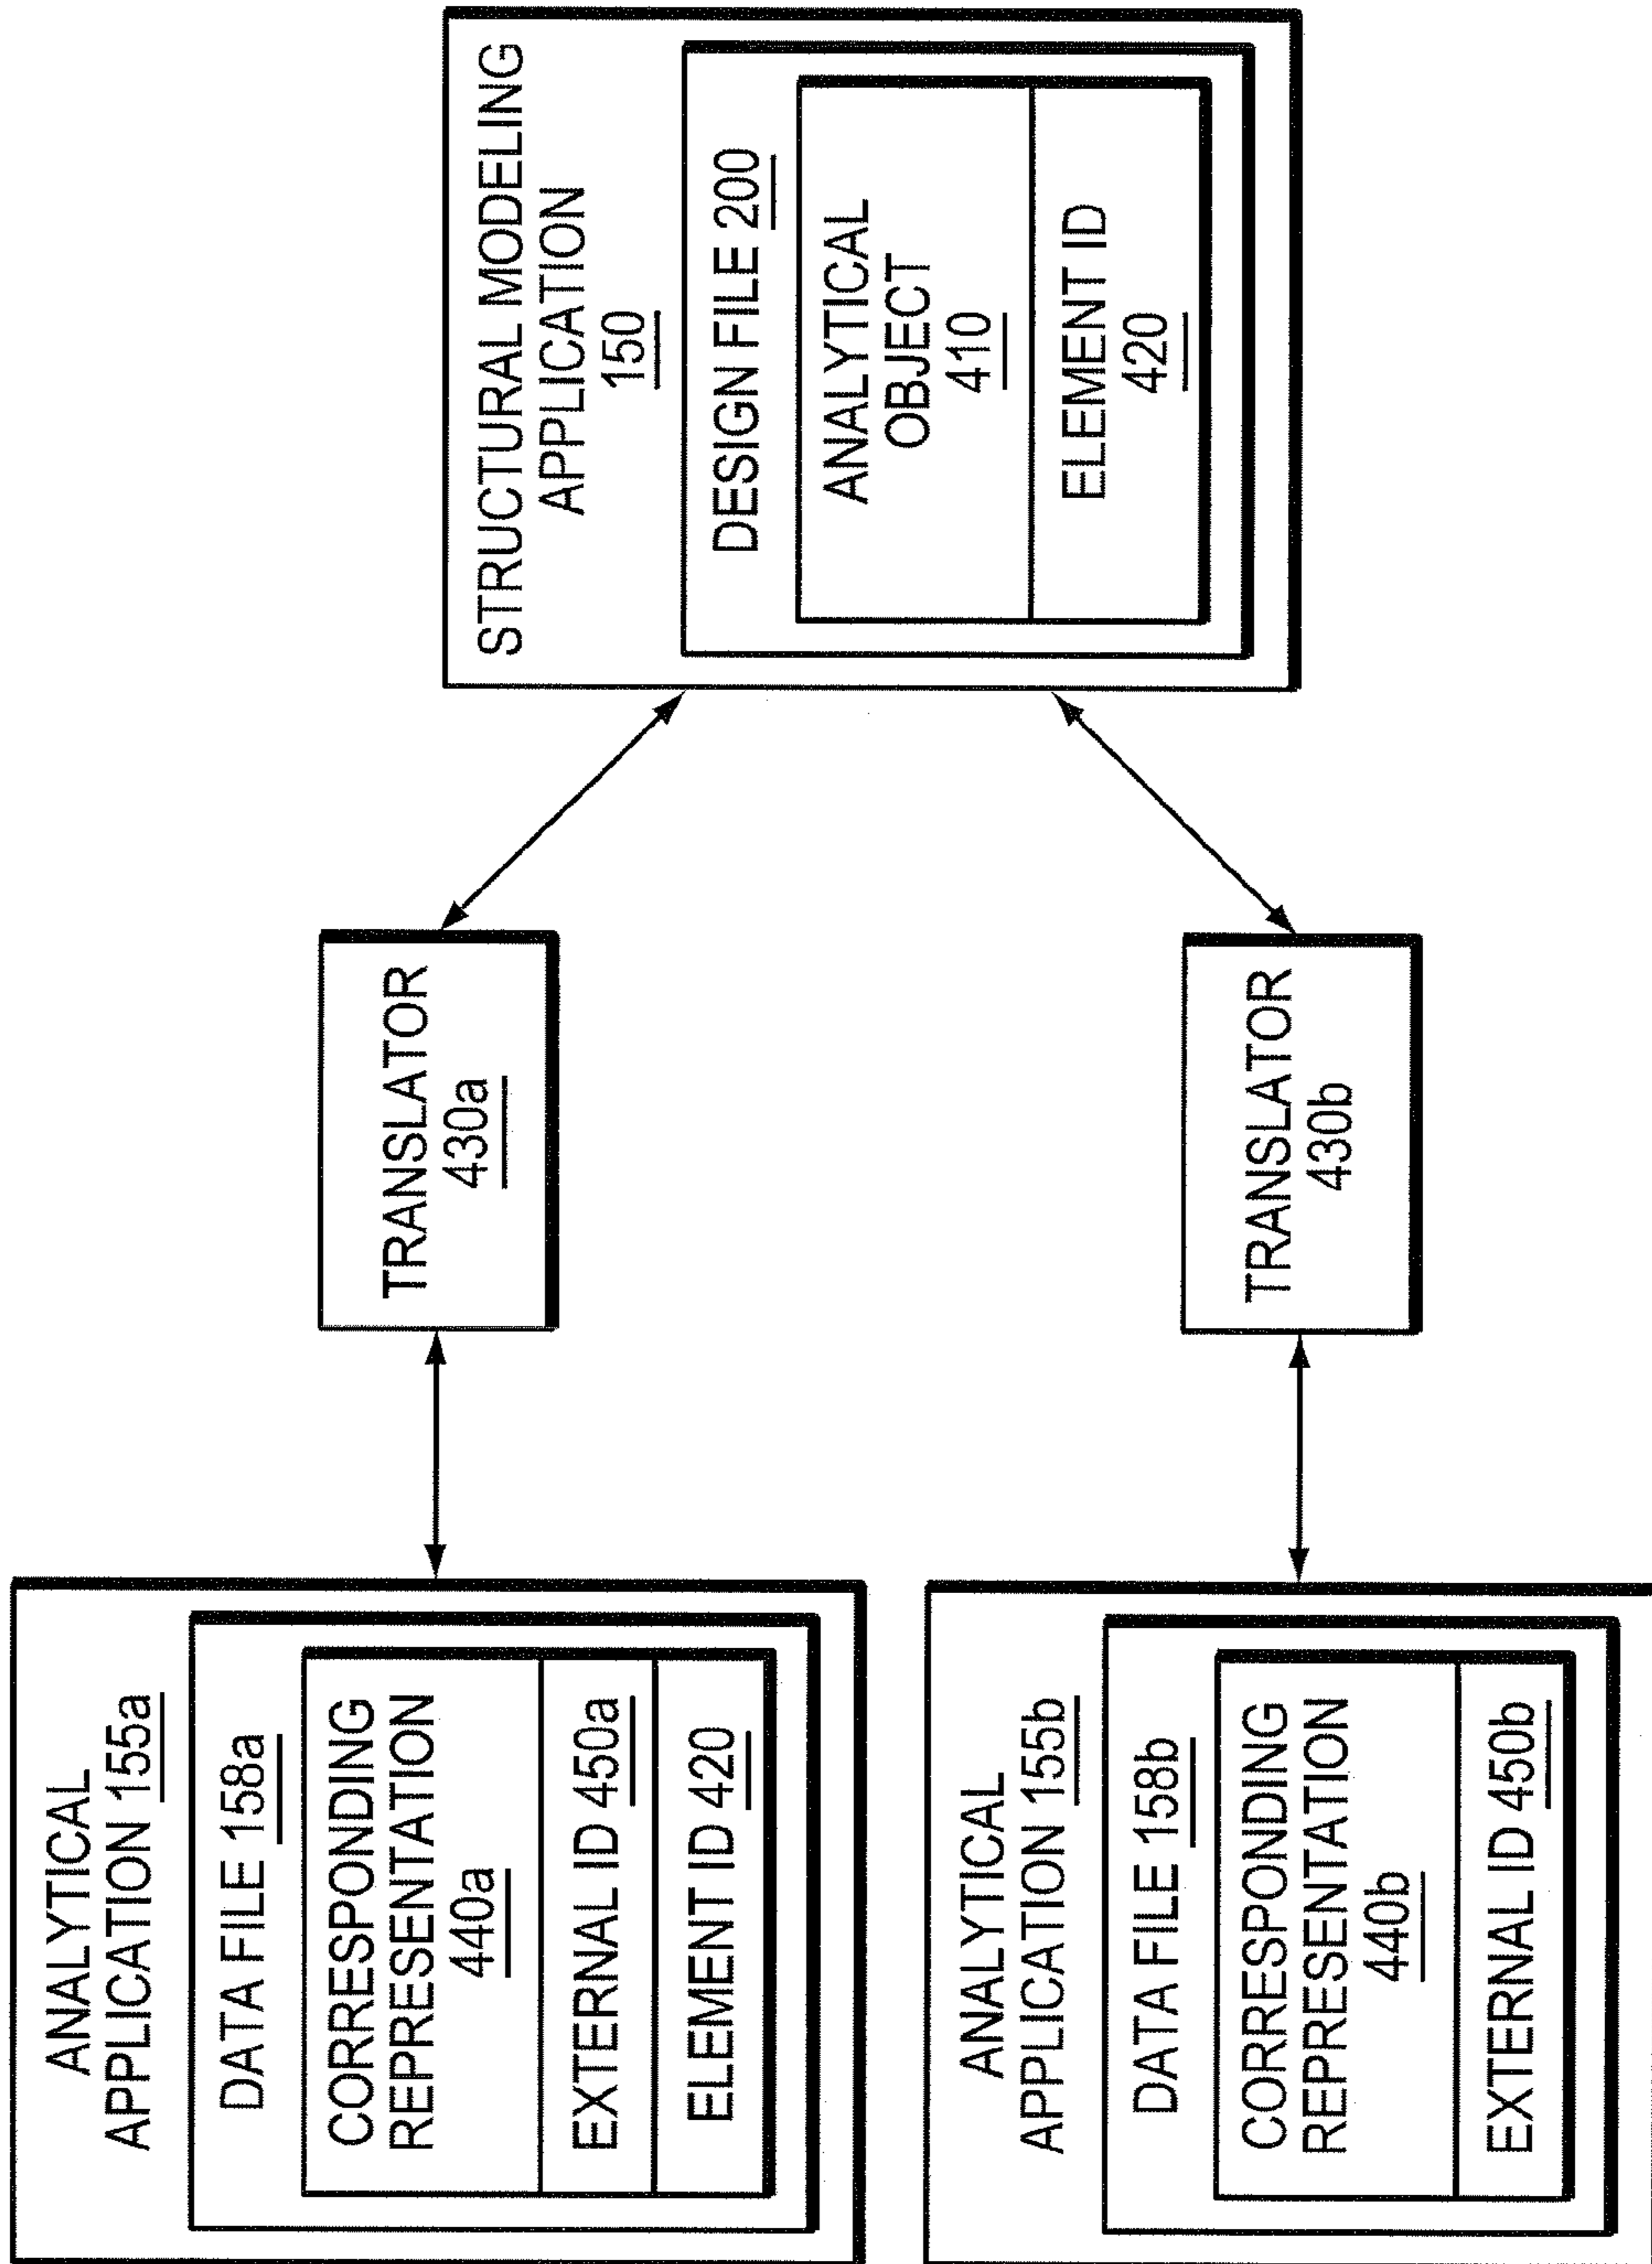 ANALYTICAL
APPLICATION 155a
DATA FILE 158a
CORRESPONDING
REPRESENTATION
440a
EXTERNAL ID 450a
ELEMENT ID 420
ANALYTICAL
APPLICATION 155b
DATA FILE 158b
CORRESPONDING
REPRESENTATION
440b
EXTERNAL ID 450b
TRANSLATOR
430a
TRANSLATOR
430b
STRUCTURAL MODELING
APPLICATION
150
DESIGN FILE 200
ANALYTICAL
OBJECT
410
ELEMENT ID
420